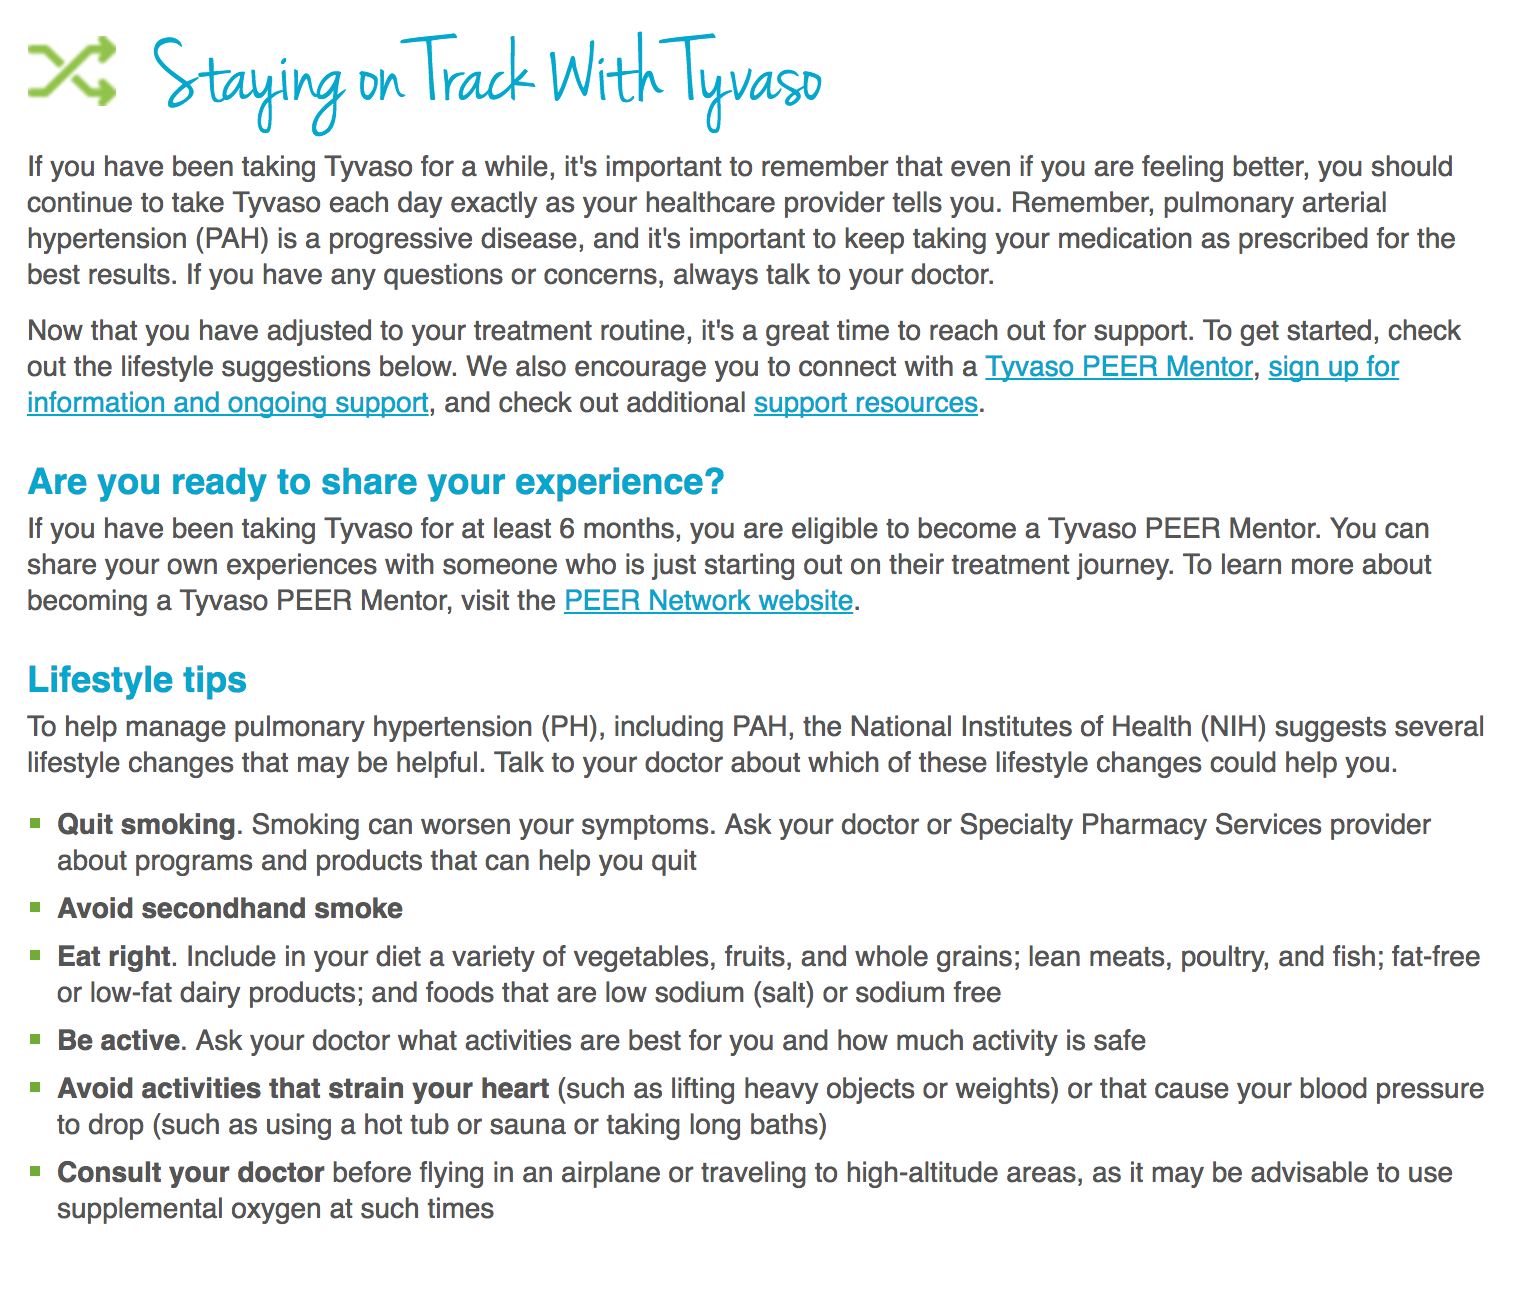 Staying on Track With Tyvaso
If you have been taking Tyvaso for a while, it's important to remember that even if you are feeling better, you should
continue to take Tyvaso each day exactly as your healthcare provider tells you. Remember, pulmonary arterial
hypertension (PAH) is a progressive disease, and it's important to keep taking your medication as prescribed for the
best results. If you have any questions or concerns, always talk to your doctor.
Now that you have adjusted to your treatment routine, it's a great time to reach out for support. To get started, check
out the lifestyle suggestions below. We also encourage you to connect with a Tyvaso PEER Mentor, sign up for
information and ongoing support, and check out additional support resources.
Are you ready to share your experience?
If you have been taking Tyvaso for at least 6 months, you are eligible to become a Tyvaso PEER Mentor. You can
share your own experiences with someone who is just starting out on their treatment journey. To learn more about
becoming a Tyvaso PEER Mentor, visit the PEER Network website.
Lifestyle tips
To help manage pulmonary hypertension (PH), including PAH, the National Institutes of Health (NIH) suggests several
lifestyle changes that may be helpful. Talk to your doctor about which of these lifestyle changes could help you.
Quit smoking. Smoking can worsen your symptoms. Ask your doctor or Specialty Pharmacy Services provider
about programs and products that can help you quit
Avoid secondhand smoke
Eat right. Include in your diet a variety of vegetables, fruits, and whole grains; lean meats, poultry, and fish; fat-free
or low-fat dairy products; and foods that are low sodium (salt) or sodium free
Be active. Ask your doctor what activities are best for you and how much activity is safe
Avoid activities that strain your heart (such as lifting heavy objects or weights) or that cause your blood pressure
to drop (such as using a hot tub or sauna or taking long baths)
Consult your doctor before flying in an airplane or traveling to high-altitude areas, as it may be advisable to use
supplemental oxygen at such times